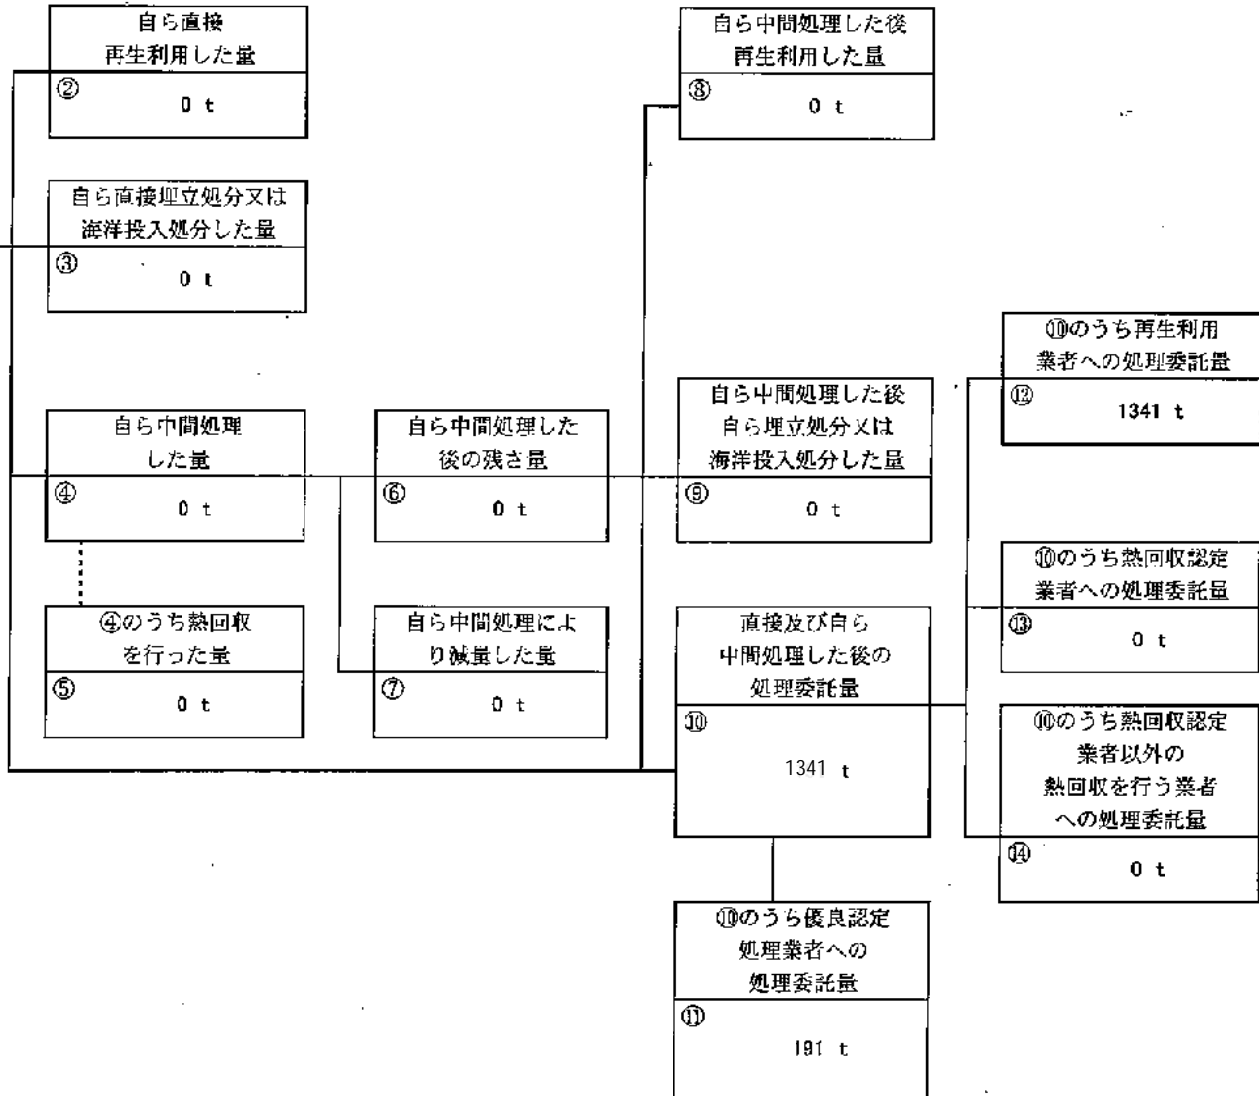 自ら直接
再生利用した量
②
0 t
自ら中間処理した後
再生利用した量
⑧
0 t
自ら直接埋立処分又は
海洋投入処分した量
③
0 t
⑩のうち再生利用
業者への処理委託量
⑫
1341 t
自ら中間処理
した量
④
0 t
自ら中間処理した
後の残さ量
⑥
0 t
自ら中間処理した後
自ら埋立処分又は
海洋投入処分した量
⑨
0 t
⑩のうち熱回収認定
業者への処理委託量
⑬
0 t
④のうち熱回収
を行った量
⑤
0 t
自ら中間処理によ
り減量した量
⑦
0 t
直接及び自ら
中間処理した後の
処理委託量
⑩
1341 t
⑩のうち熱回収認定
業者以外の
熱回収を行う業者
への処理委託量
⑭
0 t
⑩のうち優良認定
処理業者への
処理委託量
⑪
191 t